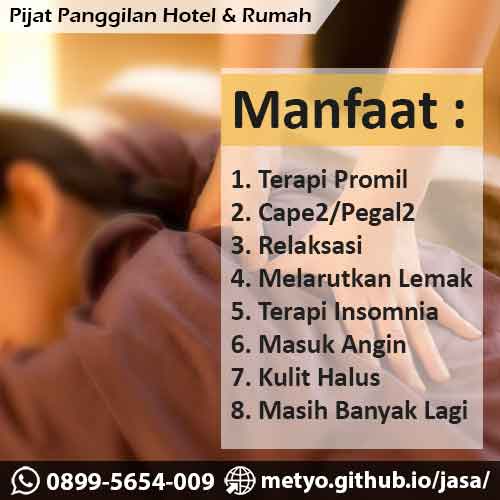 Pijat Panggilan Hotel & Rumah
Manfaat :
1. Terapi Promil
2. Cape2/Pegal2
3. Relaksasi
4. Melarutkan Lemak
5. Terapi Insomnia
6. Masuk Angin
7. Kulit Halus
8. Masih Banyak Lagi
0899-5654-009 metyo.github.io/jasa/